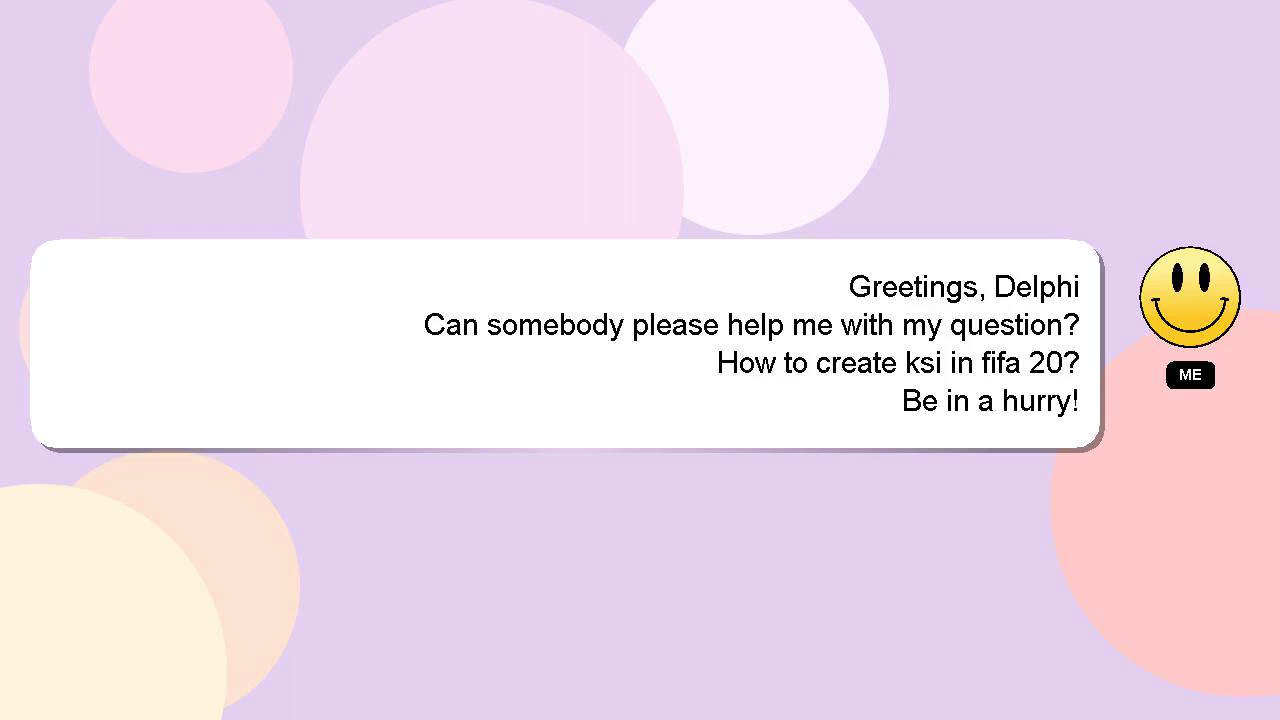 Greetings, Delphi
Can somebody please help me with my question?
How to create ksi in fifa 20?
Be in a hurry!
ME